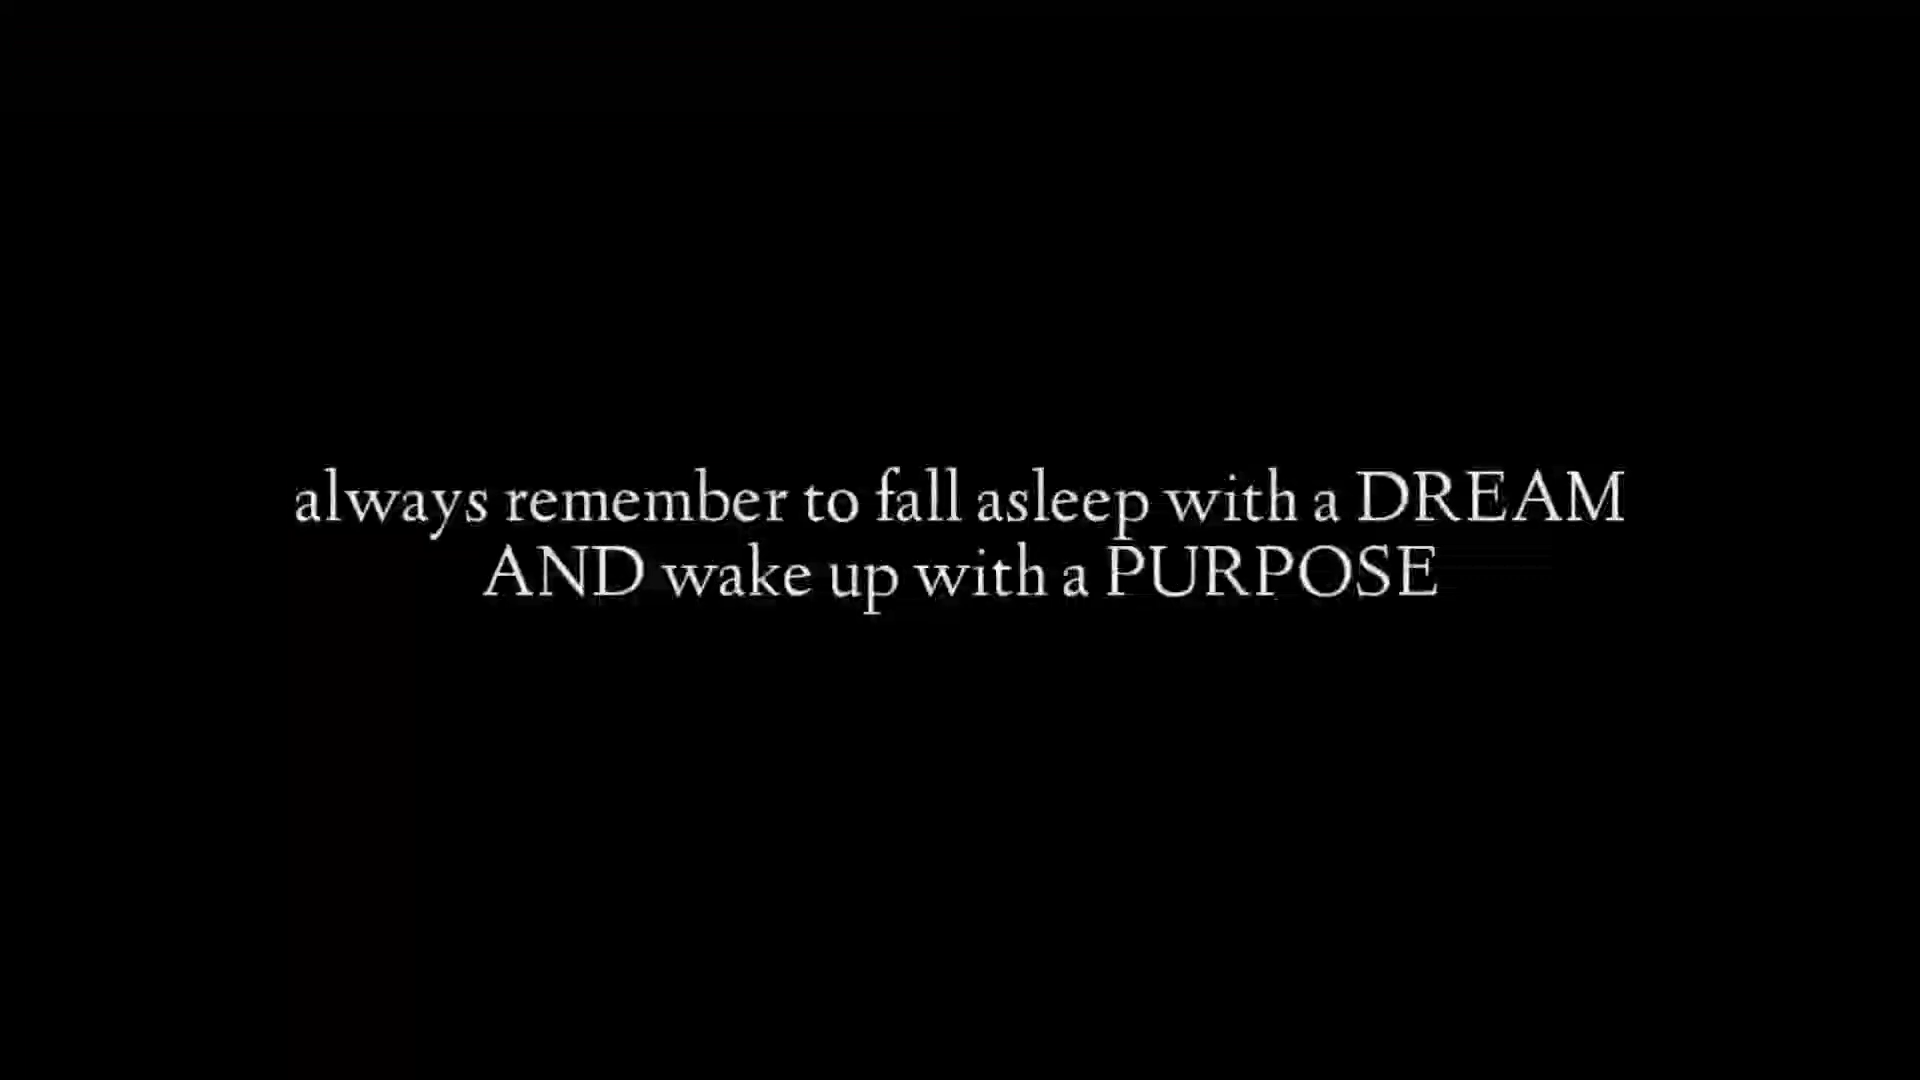 always remember to fall asleep with a DREAM
AND wake up with a PURPOSE